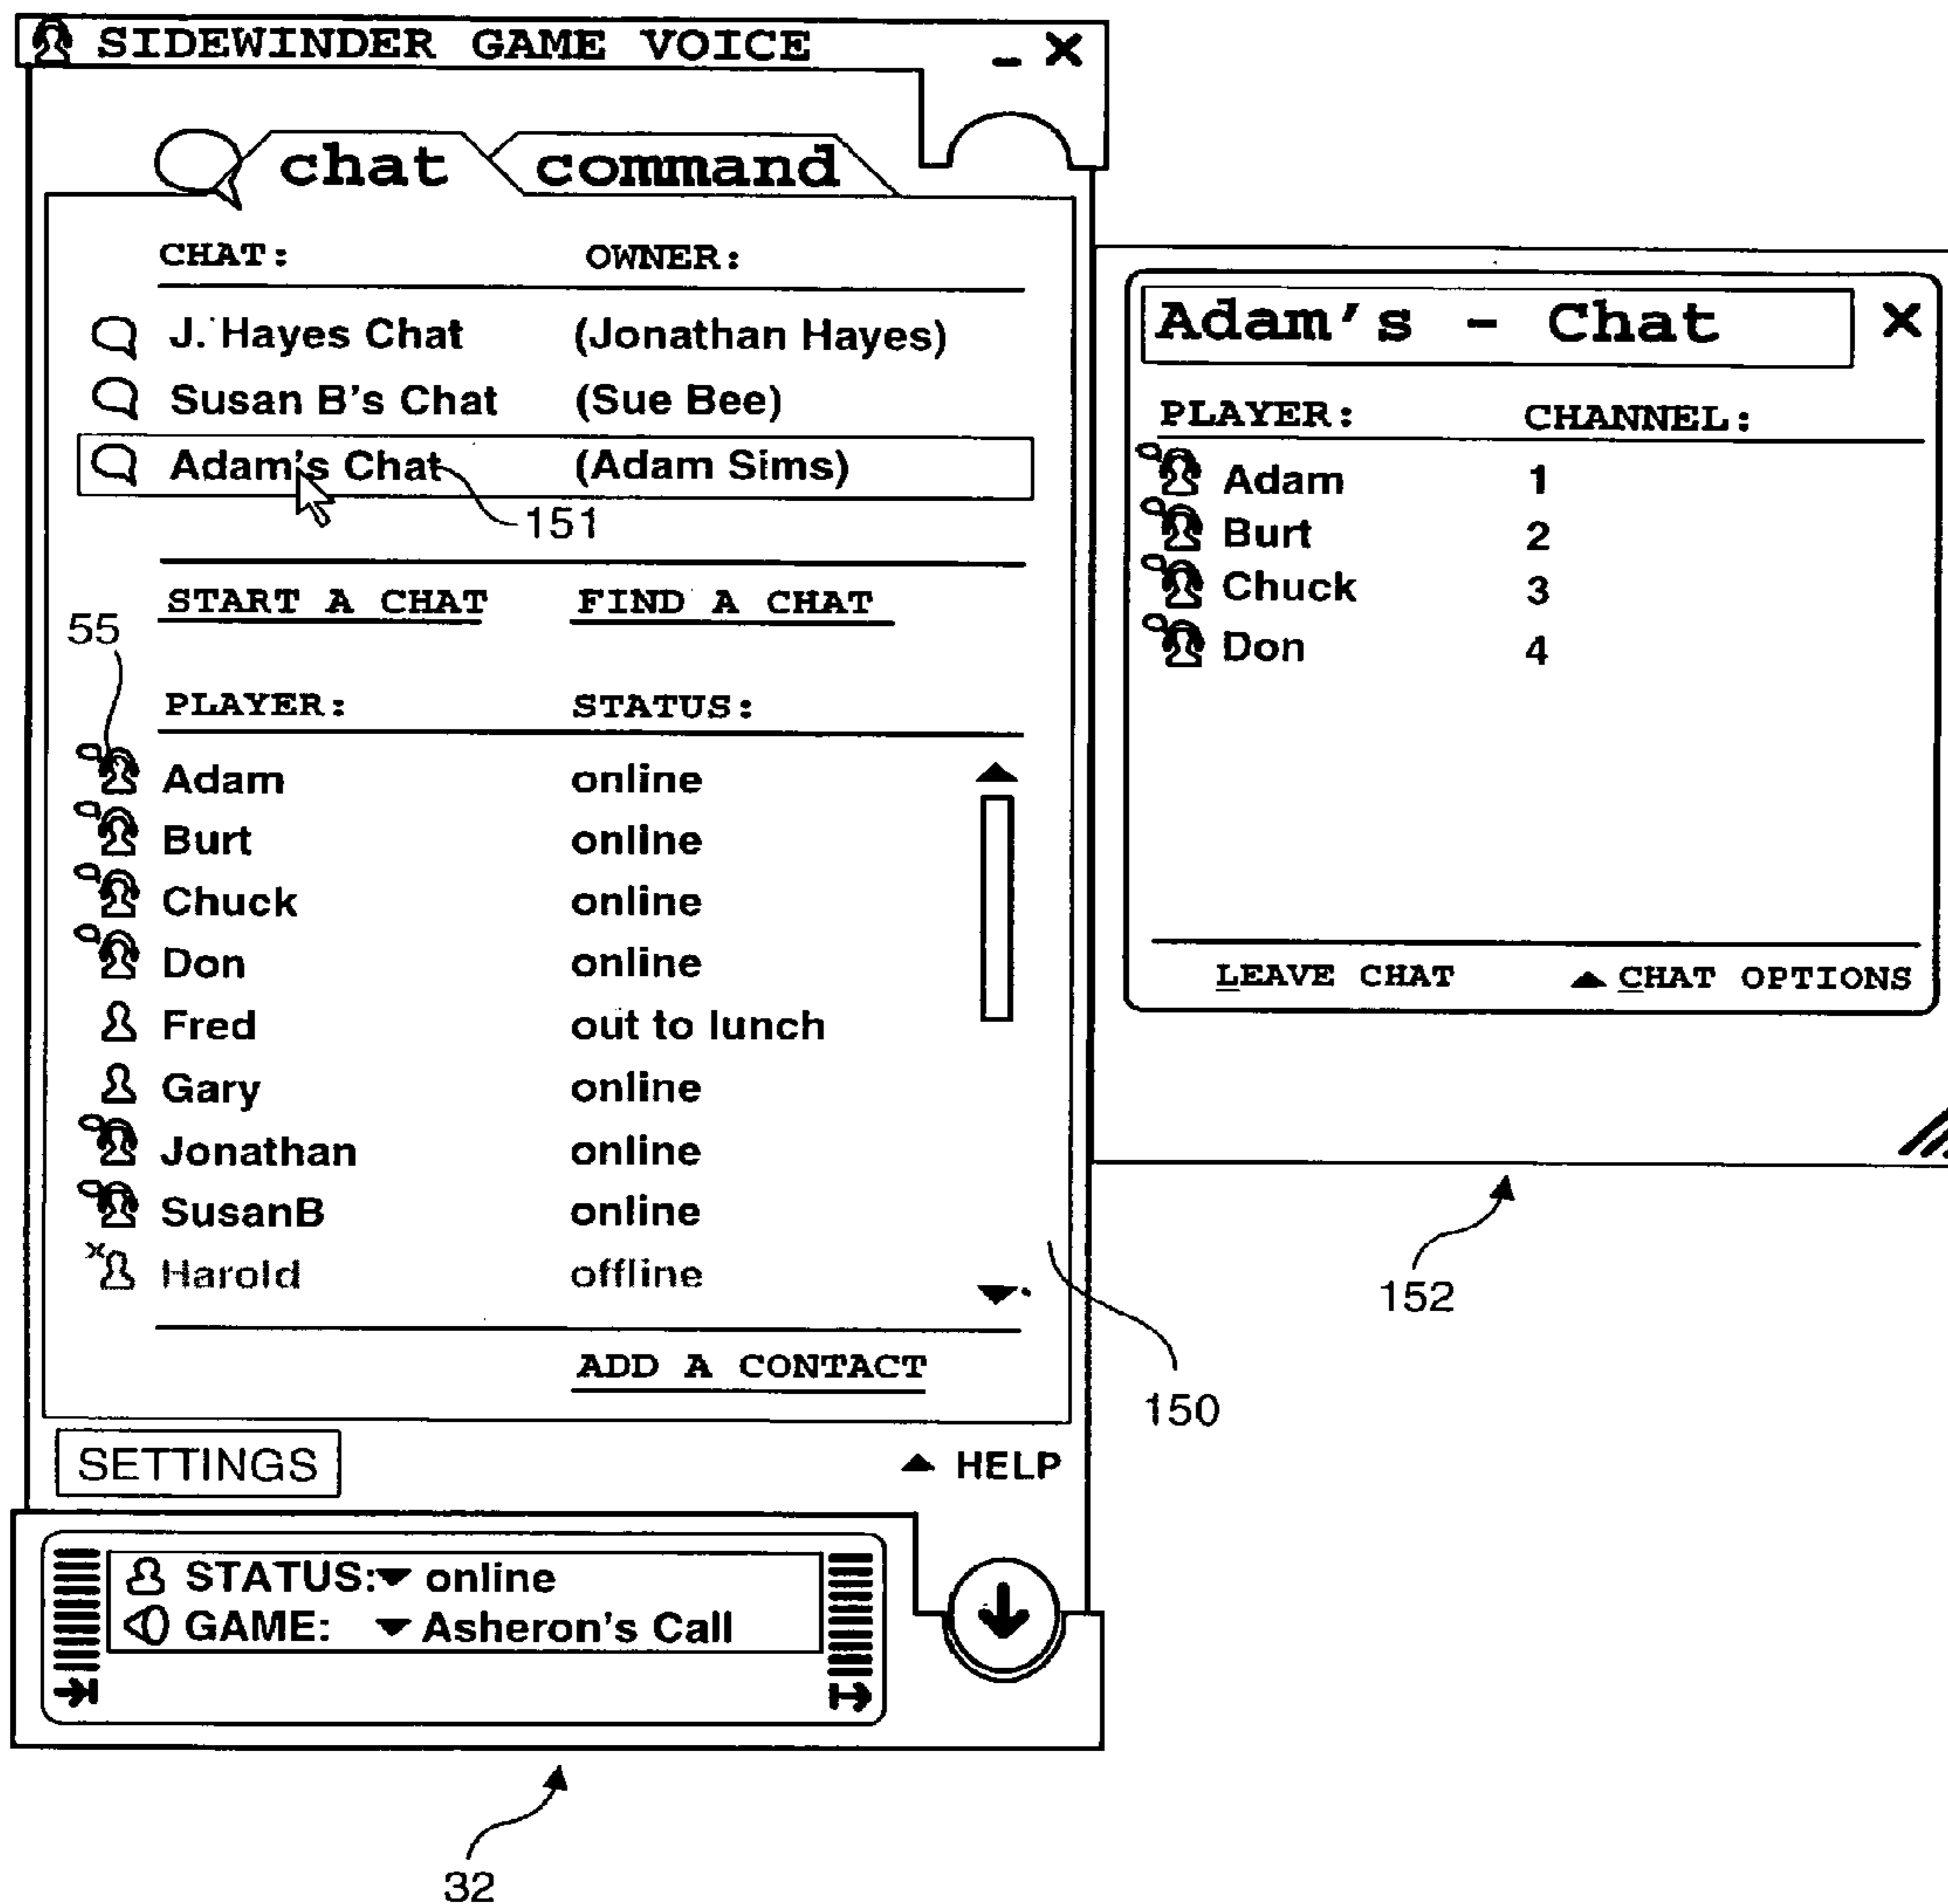 SIDEWINDER GAME VOICE
chat command
CHAT: OWNER:
J. Hayes Chat (Jonathan Hayes)
Susan B's Chat (Sue Bee)
Adam's Chat (Adam Sims)
151
START A CHAT FIND A CHAT
55
PLAYER: STATUS:
Adam online
Burt online
Chuck online
Don online
Fred out to lunch
Gary online
Jonathan online
SusanB online
Harold offline
ADD A CONTACT
150
SETTINGS HELP
STATUS: online
GAME: Asheron's Call
32
Adam's - Chat X
PLAYER: CHANNEL:
Adam 1
Burt 2
Chuck 3
Don 4
LEAVE CHAT CHAT OPTIONS
152